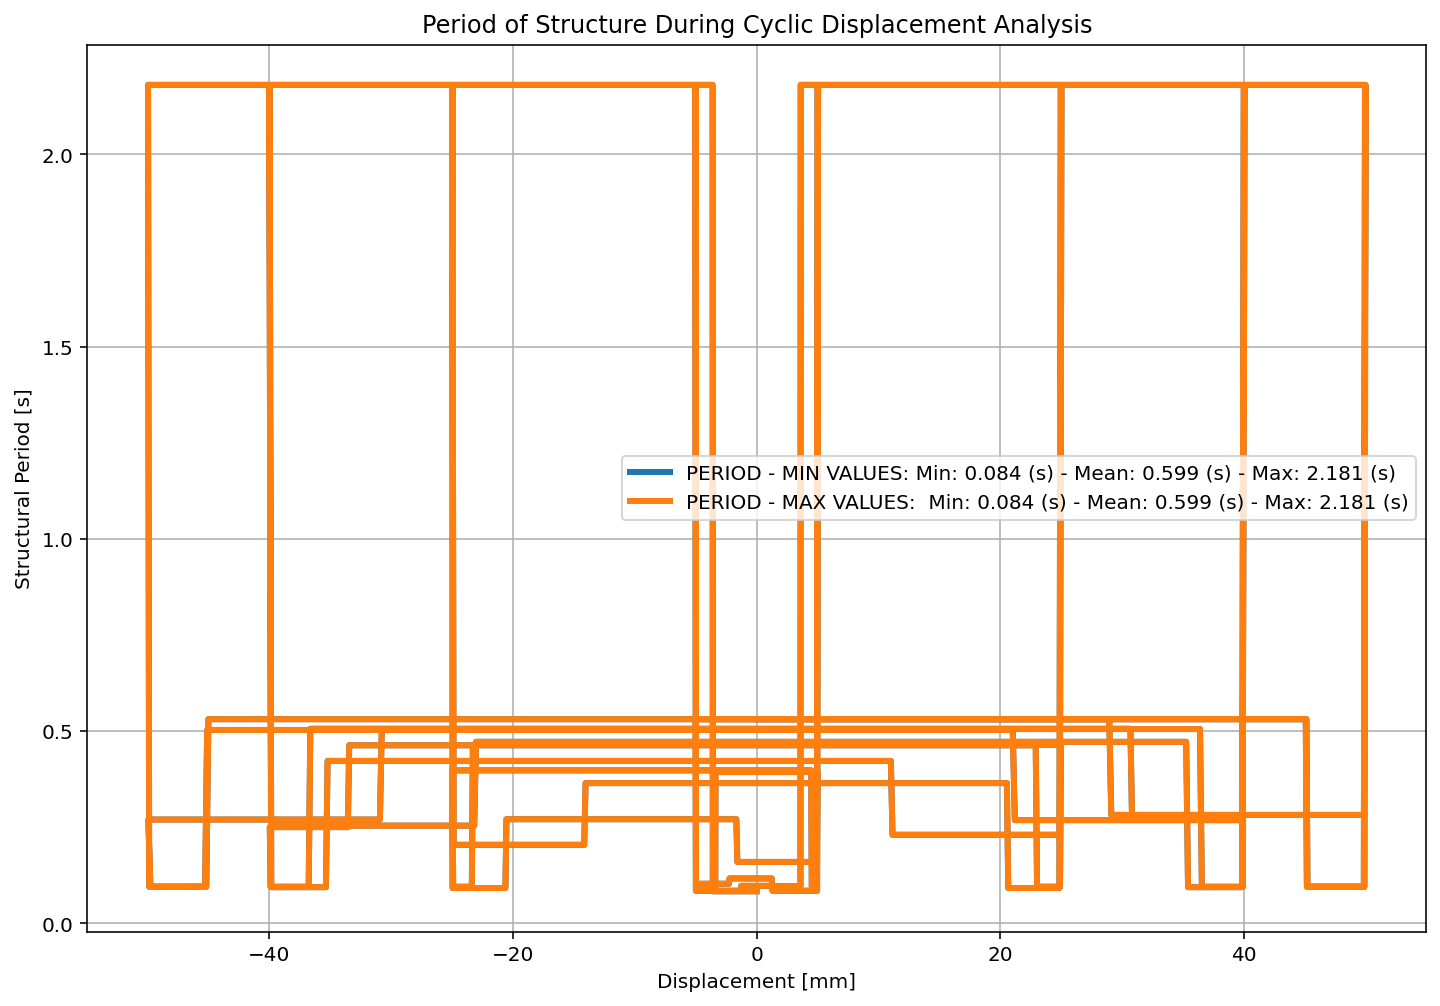 Period of Structure During Cyclic Displacement Analysis
Structural Period [s]
2.0
1.5
1.0
0.5
0.0
PERIOD - MIN VALUES: Min: 0.084 (s) - Mean: 0.599 (s) - Max: 2.181 (s)
PERIOD - MAX VALUES:  Min: 0.084 (s) - Mean: 0.599 (s) - Max: 2.181 (s)
−40 −20 0 20 40
Displacement [mm]